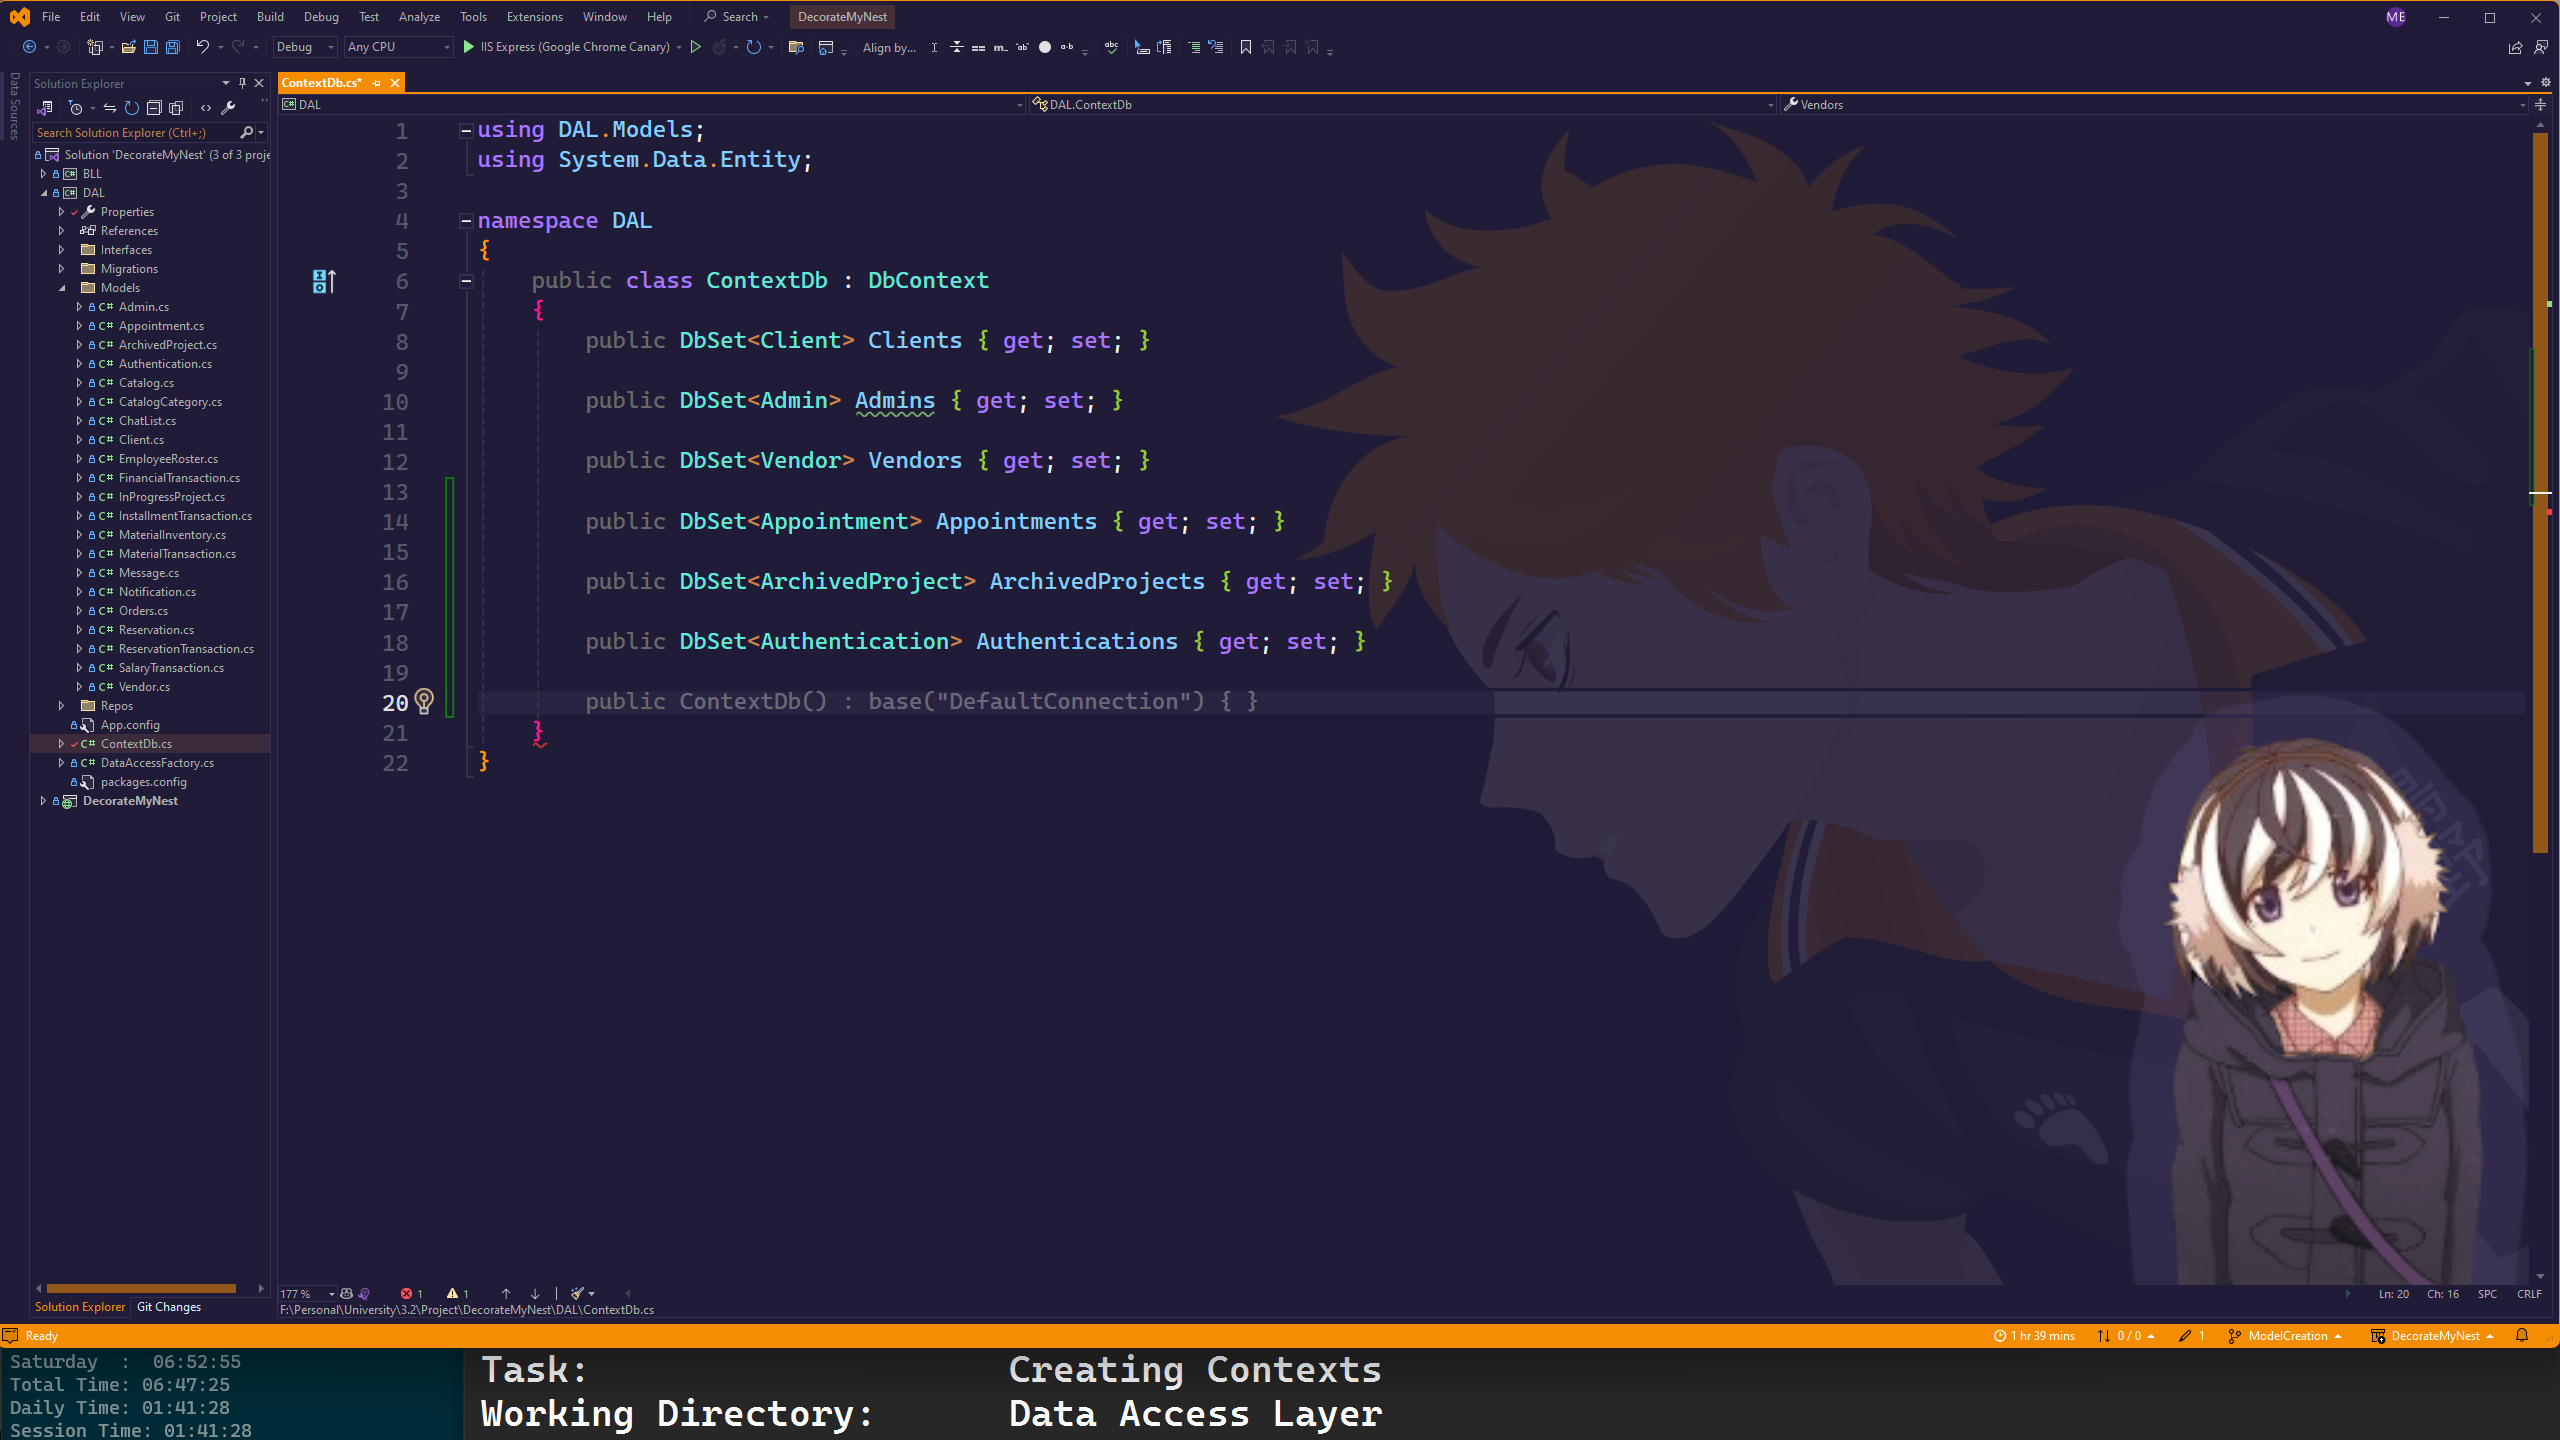 File Edit View Git Project Build Debug Test Analyze Tools Extensions Window Help Search DecorateMyNest ME
Debug Any CPU IIS Express (Google Chrome Canary) Align by...
Data Sources
Solution Explorer
Search Solution Explorer (Ctrl+;)
Solution 'DecorateMyNest' (3 of 3 proje
BLL
DAL
Properties
References
Interfaces
Migrations
Models
C# Admin.cs
C# Appointment.cs
C# ArchivedProject.cs
C# Authentication.cs
C# Catalog.cs
C# CatalogCategory.cs
C# ChatList.cs
C# Client.cs
C# EmployeeRoster.cs
C# FinancialTransaction.cs
C# InProgressProject.cs
C# InstallmentTransaction.cs
C# MaterialInventory.cs
C# MaterialTransaction.cs
C# Message.cs
C# Notification.cs
C# Orders.cs
C# Reservation.cs
C# ReservationTransaction.cs
C# SalaryTransaction.cs
C# Vendor.cs
Repos
App.config
C# ContextDb.cs
C# DataAccessFactory.cs
packages.config
DecorateMyNest
Solution Explorer Git Changes
ContextDb.cs*
DAL DAL.ContextDb Vendors
1 using DAL.Models;
2 using System.Data.Entity;
3
4 namespace DAL
5 {
6 public class ContextDb : DbContext
7 {
8 public DbSet<Client> Clients { get; set; }
9
10 public DbSet<Admin> Admins { get; set; }
11
12 public DbSet<Vendor> Vendors { get; set; }
13
14 public DbSet<Appointment> Appointments { get; set; }
15
16 public DbSet<ArchivedProject> ArchivedProjects { get; set; }
17
18 public DbSet<Authentication> Authentications { get; set; }
19
20 public ContextDb() : base("DefaultConnection") { }
21 }
22 }
177 % 1 1 Ln: 20 Ch: 16 SPC CRLF
F:\Personal\University\3.2\Project\DecorateMyNest\DAL\ContextDb.cs
Ready 1 hr 39 mins 0 / 0 1 ModelCreation DecorateMyNest
Saturday : 06:52:55
Total Time: 06:47:25
Daily Time: 01:41:28
Session Time: 01:41:28
Task: Creating Contexts
Working Directory: Data Access Layer